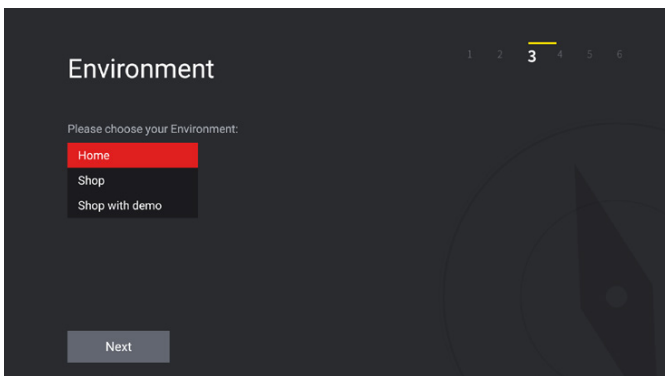 1 2 3 4 5 6
Environment
Please choose your Environment:
Home
Shop
Shop with demo
Next